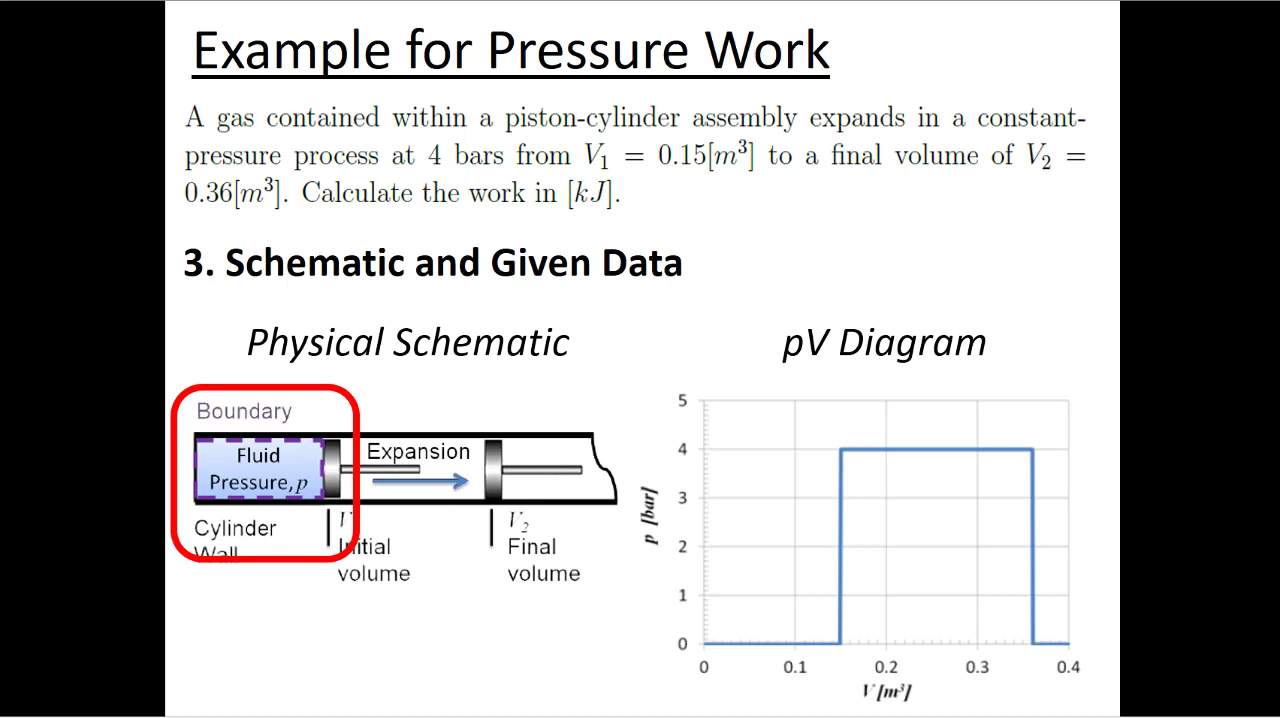 Example for Pressure Work
A gas contained within a piston-cylinder assembly expands in a constant-
pressure process at 4 bars from V₁ = 0.15[m³] to a final volume of V₂ =
0.36[m³]. Calculate the work in [kJ].
3. Schematic and Given Data
Physical Schematic
pV Diagram
Boundary
Fluid
Pressure, p
Expansion
Cylinder
Wall
V
Initial
volume
V₂
Final
volume
p [bar]
5
4
3
2
1
0
0 0.1 0.2 0.3 0.4
V [m³]